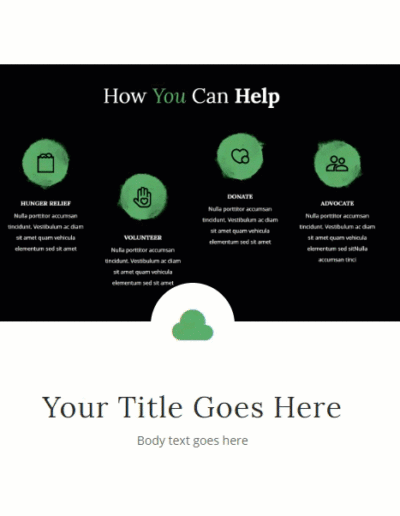 How You Can Help
HUNGER RELIEF
Nulla porttitor accumsan
tincidunt. Vestibulum ac diam
sit amet quam vehicula
elementum sed sit amet
VOLUNTEER
Nulla porttitor accumsan
tincidunt. Vestibulum ac diam
sit amet quam vehicula
elementum sed sit amet
DONATE
Nulla porttitor accumsan
tincidunt. Vestibulum ac diam
sit amet quam vehicula
elementum sed sit amet
ADVOCATE
Nulla porttitor accumsan
tincidunt. Vestibulum ac diam
sit amet quam vehicula
elementum sed sitNulla
accumsan tinci
Your Title Goes Here
Body text goes here